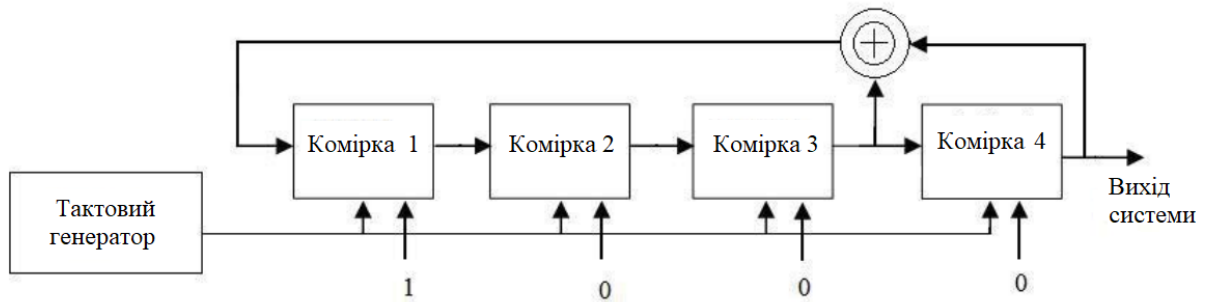 Комірка 1
Комірка 2
Комірка 3
Комірка 4
Тактовий
генератор
Вихід
системи
1
0
0
0